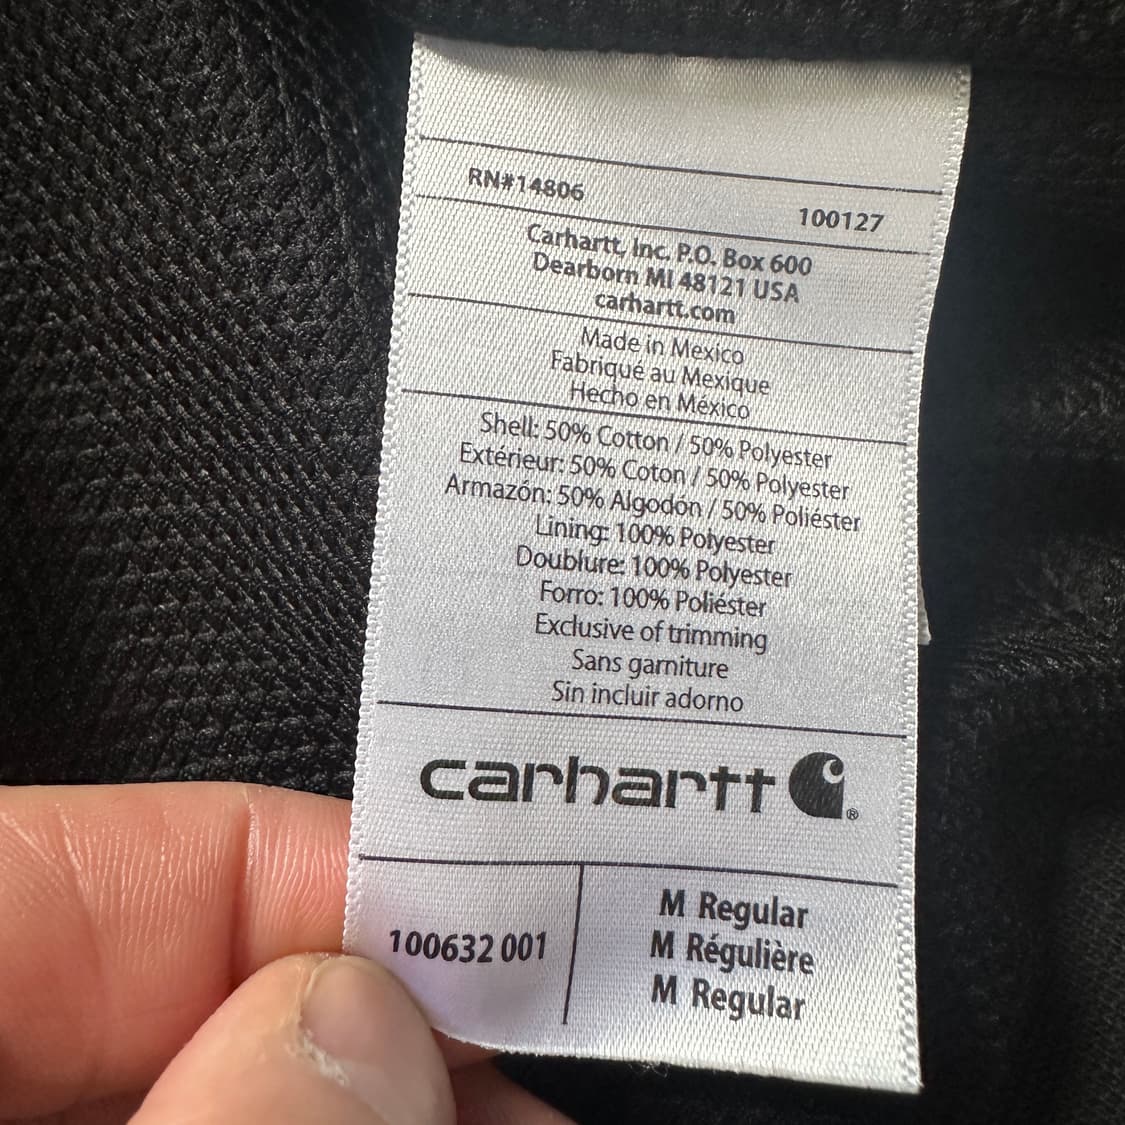 RN#14806
100127
Carhartt, Inc. P.O. Box 600
Dearborn MI 48121 USA
carhartt.com
Made in Mexico
Fabriqué au Mexique
Hecho en México
Shell: 50% Cotton / 50% Polyester
Extérieur: 50% Coton / 50% Polyester
Armazón: 50% Algodón / 50% Poliéster
Lining: 100% Polyester
Doublure: 100% Polyester
Forro: 100% Poliéster
Exclusive of trimming
Sans garniture
Sin incluir adorno
carhartt ®
100632 001
M Regular
M Régulière
M Regular